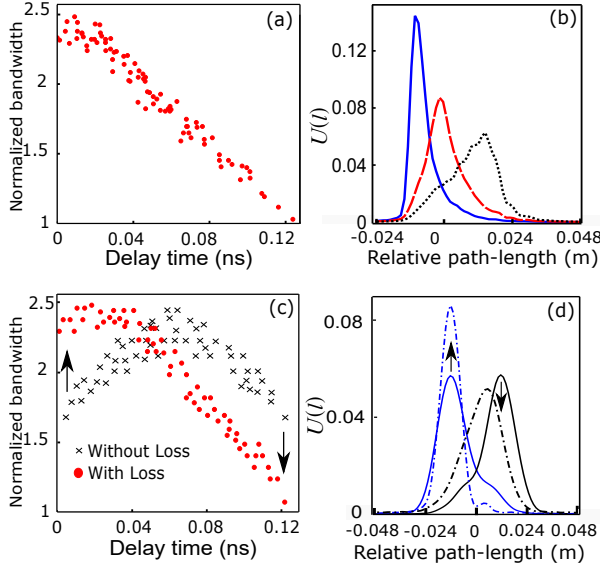 (a)
Normalized bandwidth
2.5
2
1.5
1
0
0.04
0.08
0.12
Delay time (ns)
(b)
U(l)
0.12
0.08
0.04
0
-0.024
0
0.024
0.048
Relative path-length (m)
(c)
Normalized bandwidth
2.5
2
1.5
1
× Without Loss
● With Loss
0
0.04
0.08
0.12
Delay time (ns)
(d)
U(l)
0.08
0.04
0
-0.048
-0.024
0
0.024
0.048
Relative path-length (m)